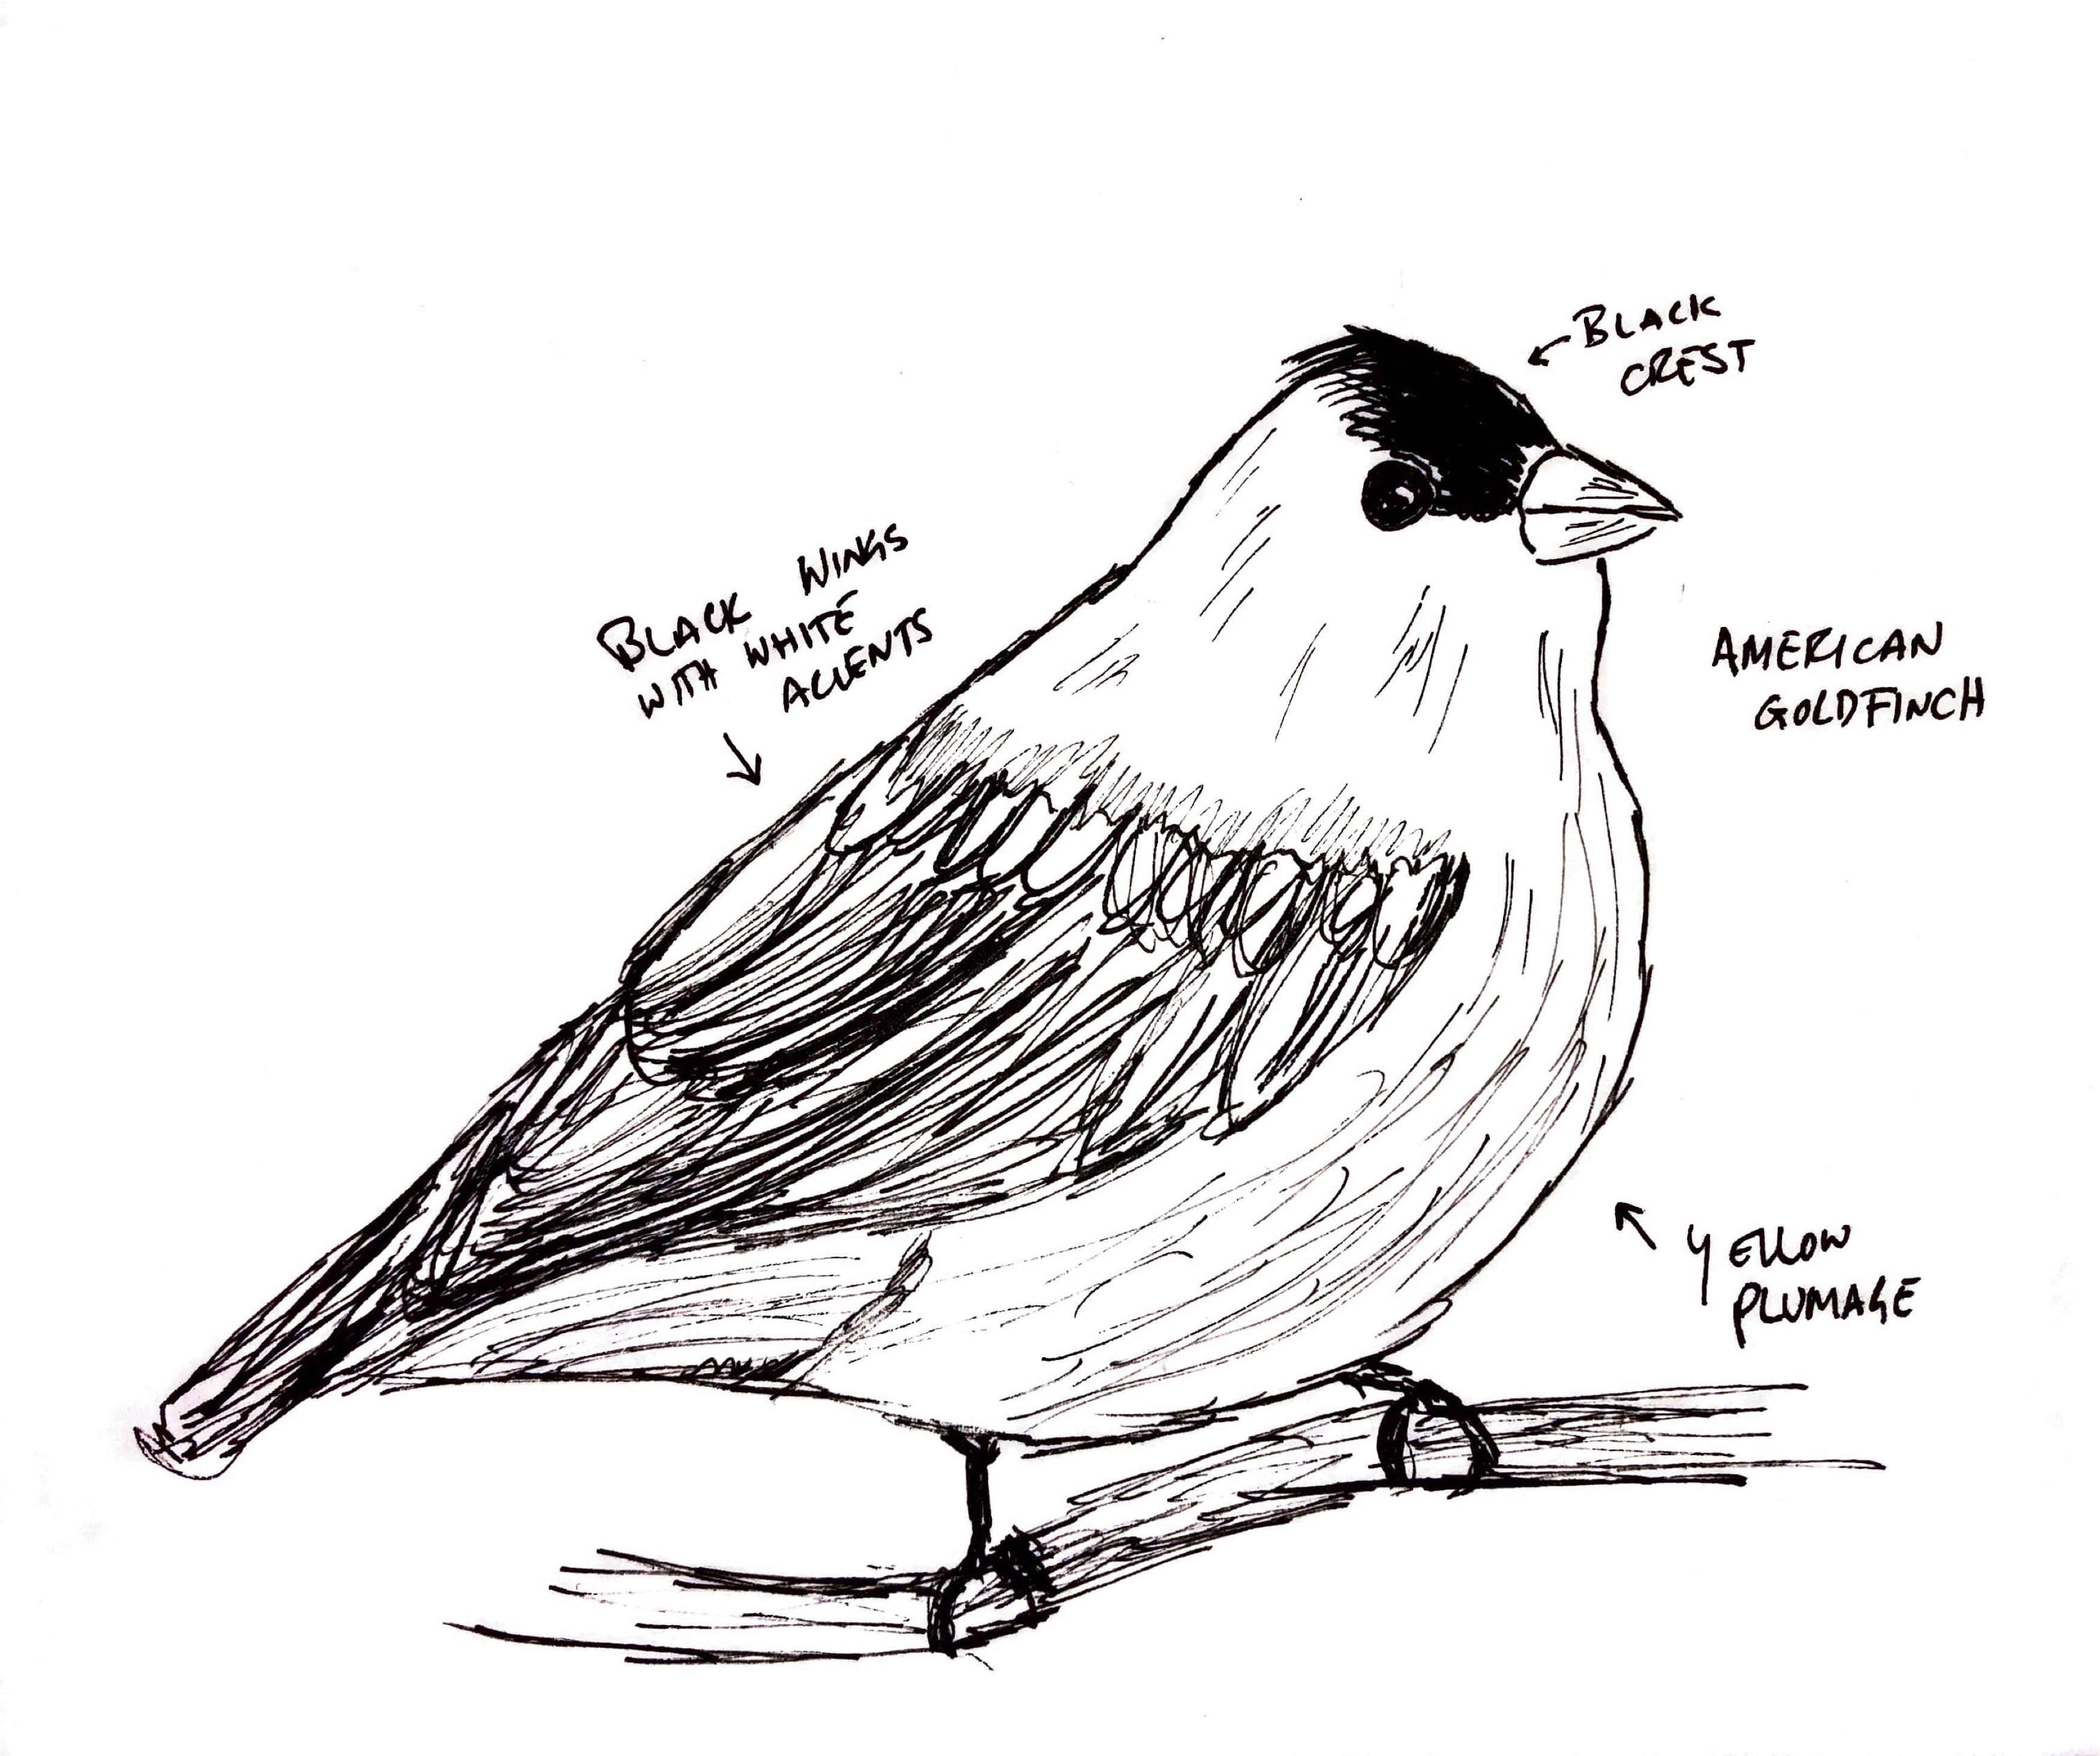 BLACK
CREST
BLACK WINGS
WITH WHITE
ACCENTS
AMERICAN
GOLDFINCH
YELLOW
PLUMAGE